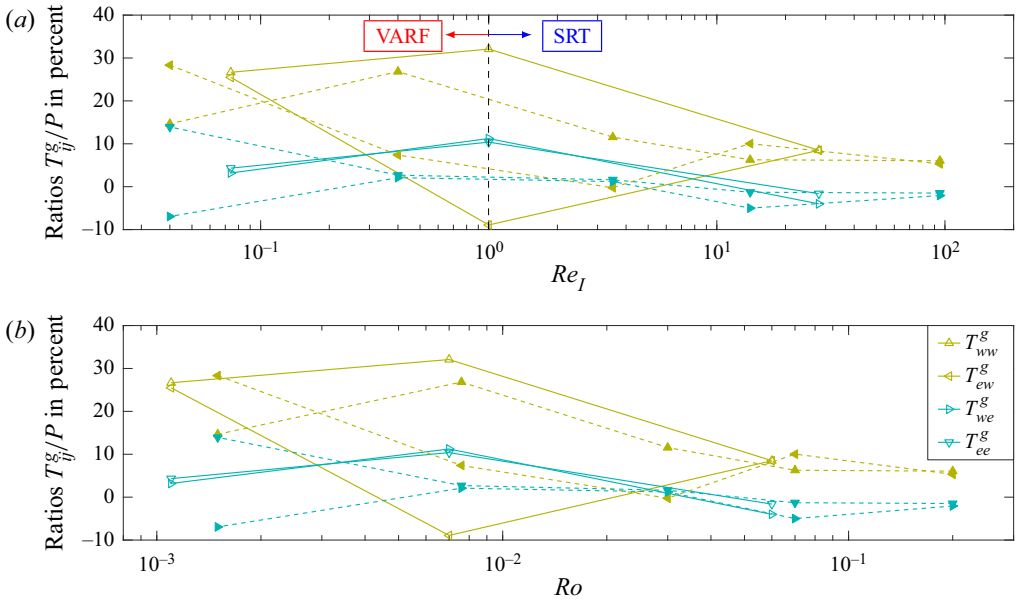 (a)
40
30
20
10
0
−10
Ratios T^g_ij/P in percent
VARF
SRT
10^−1
10^0
10^1
10^2
Re_I
(b)
40
30
20
10
0
−10
Ratios T^g_ij/P in percent
T^g_ww
T^g_ew
T^g_we
T^g_ee
10^−3
10^−2
10^−1
Ro